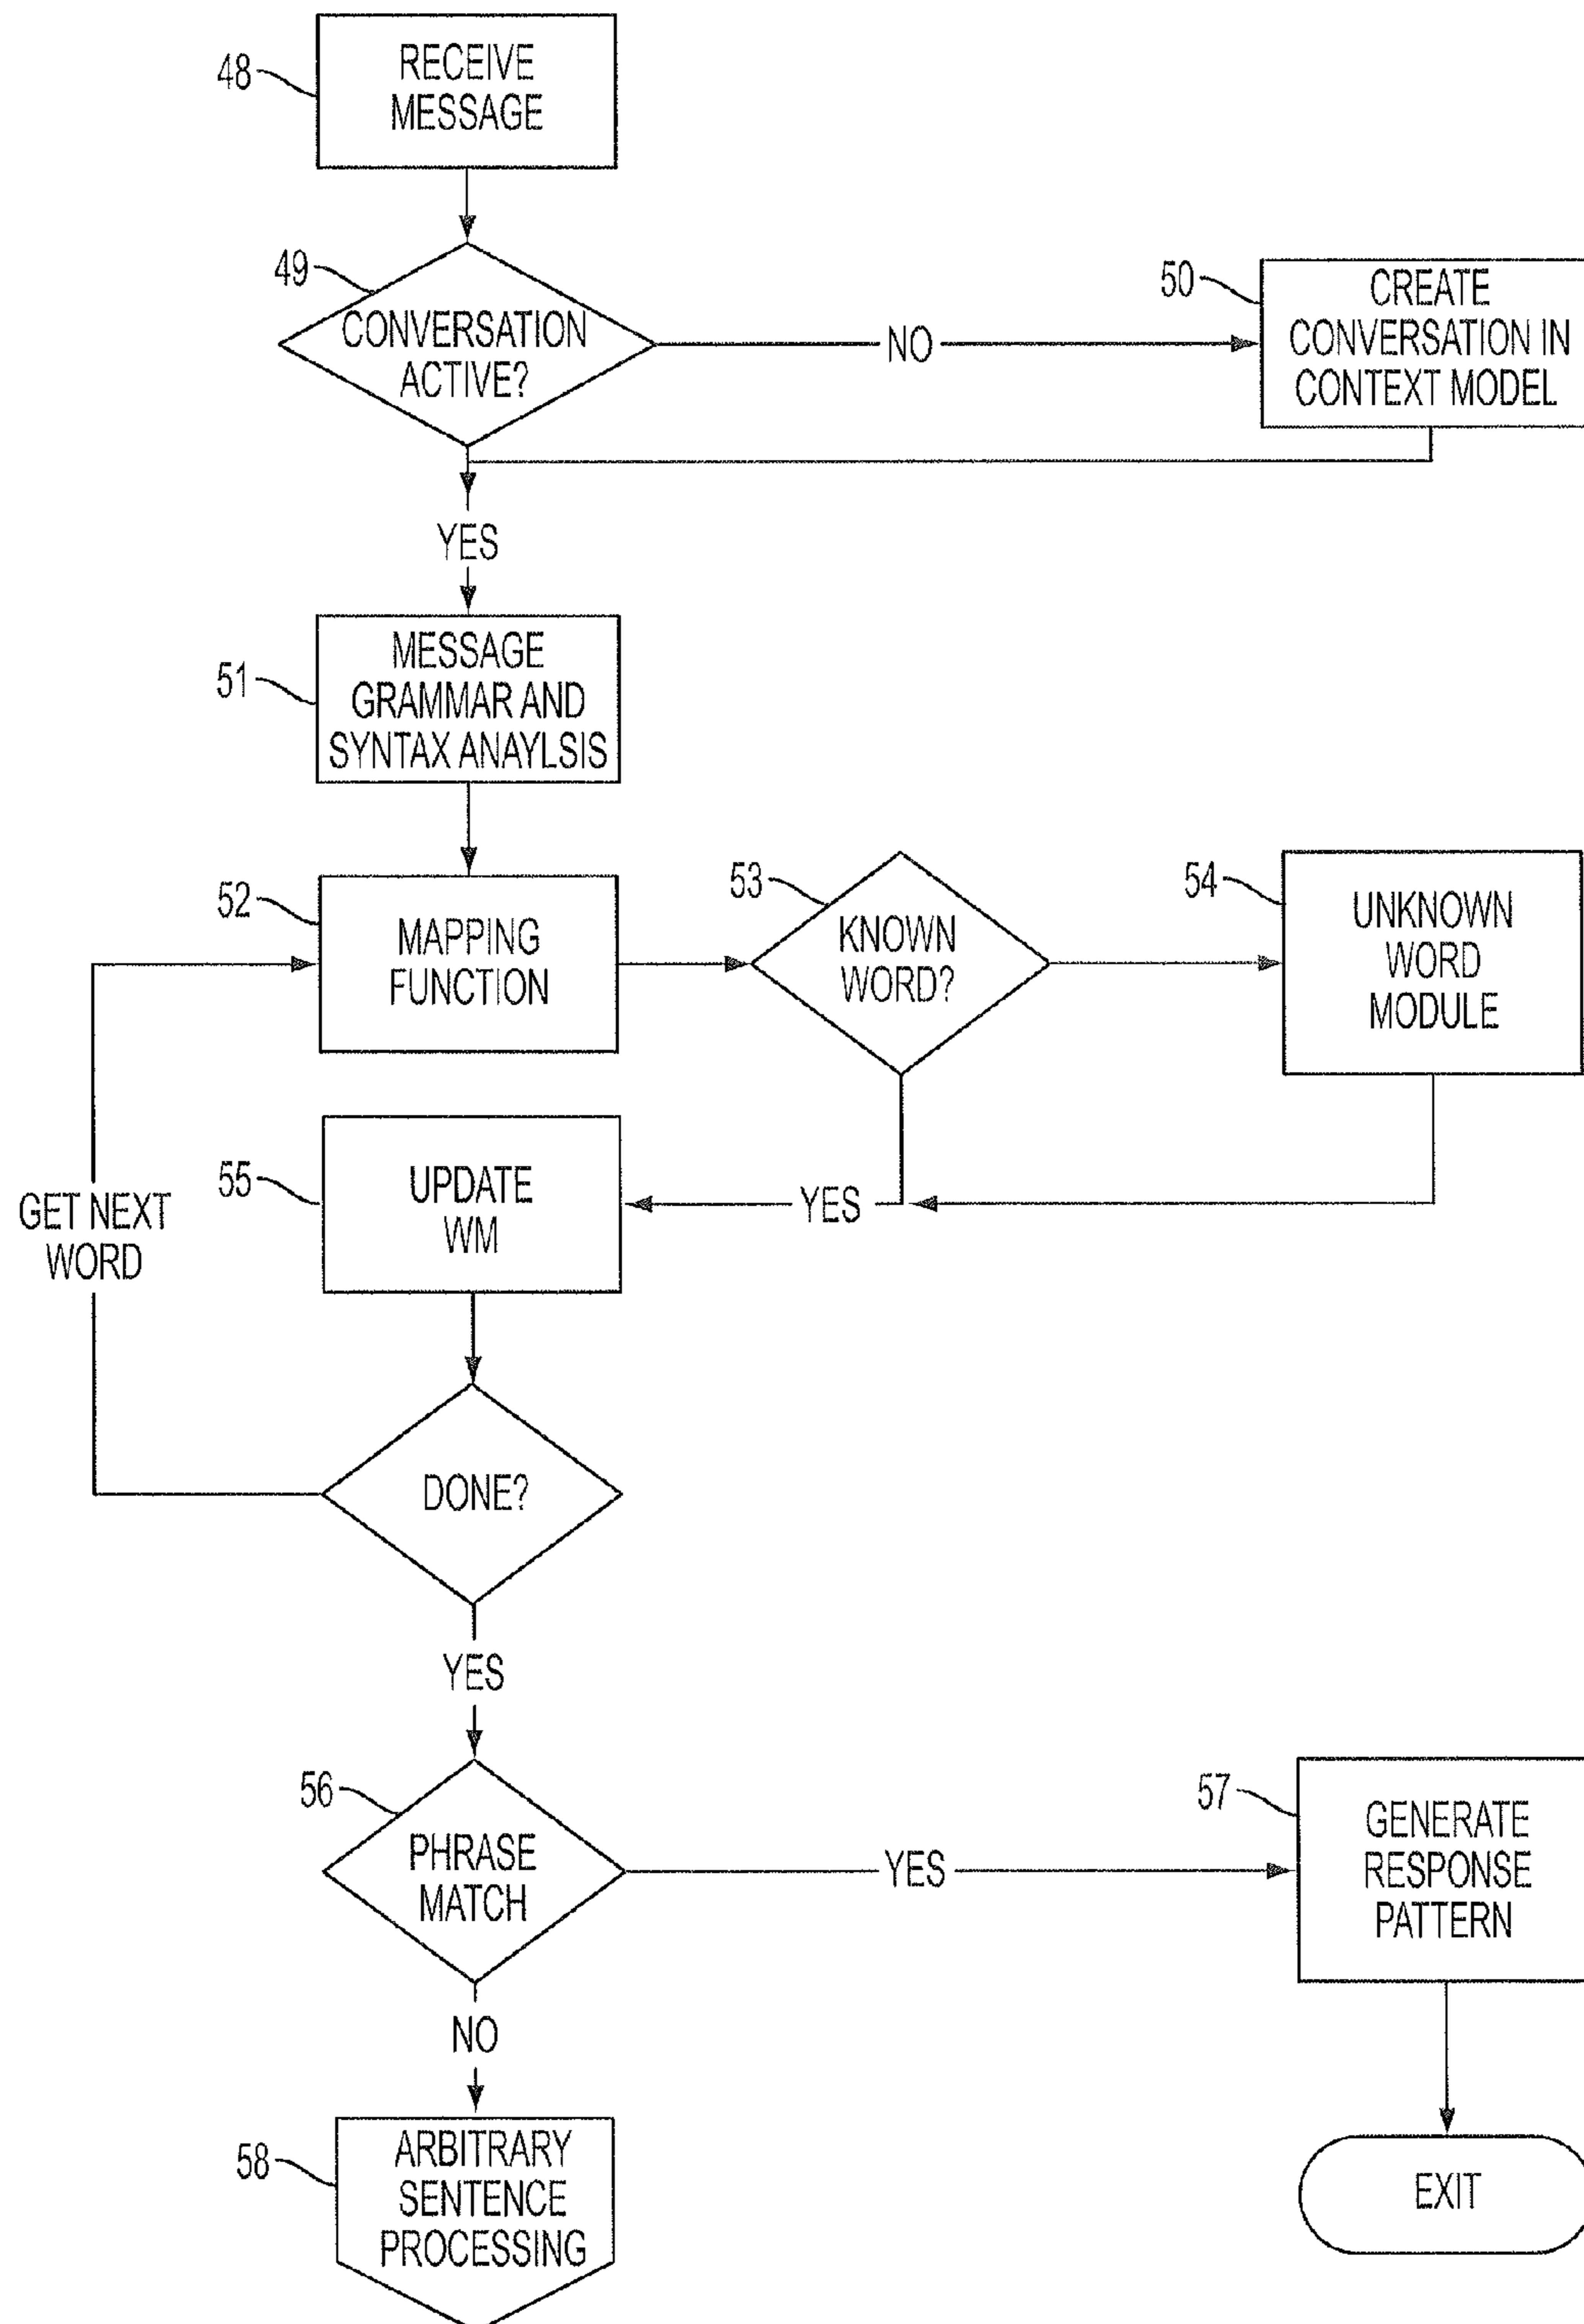 48
RECEIVE
MESSAGE
49
CONVERSATION
ACTIVE?
NO
50
CREATE
CONVERSATION IN
CONTEXT MODEL
YES
51
MESSAGE
GRAMMAR AND
SYNTAX ANAYLSIS
52
MAPPING
FUNCTION
53
KNOWN
WORD?
54
UNKNOWN
WORD
MODULE
GET NEXT
WORD
55
UPDATE
WM
YES
DONE?
YES
56
PHRASE
MATCH
YES
57
GENERATE
RESPONSE
PATTERN
NO
58
ARBITRARY
SENTENCE
PROCESSING
EXIT